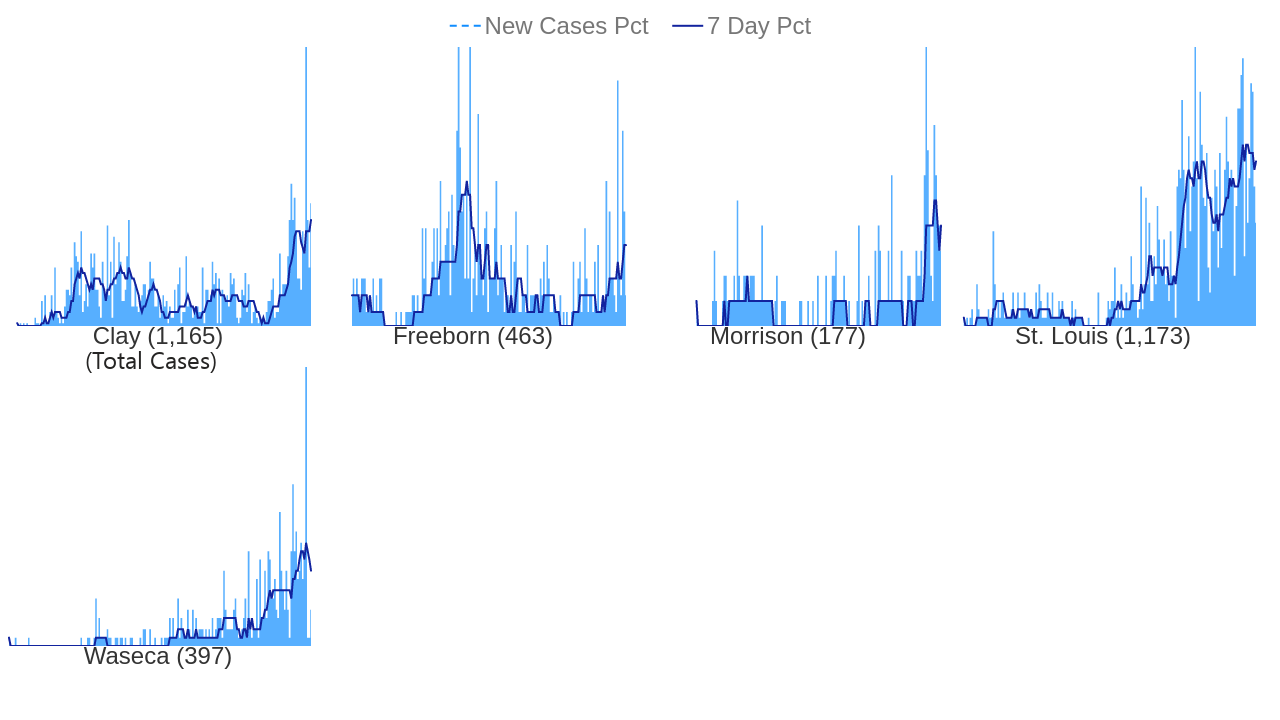 New Cases Pct 7 Day Pct
Clay (1,165)
(Total Cases)
Freeborn (463)
Morrison (177)
St. Louis (1,173)
Waseca (397)